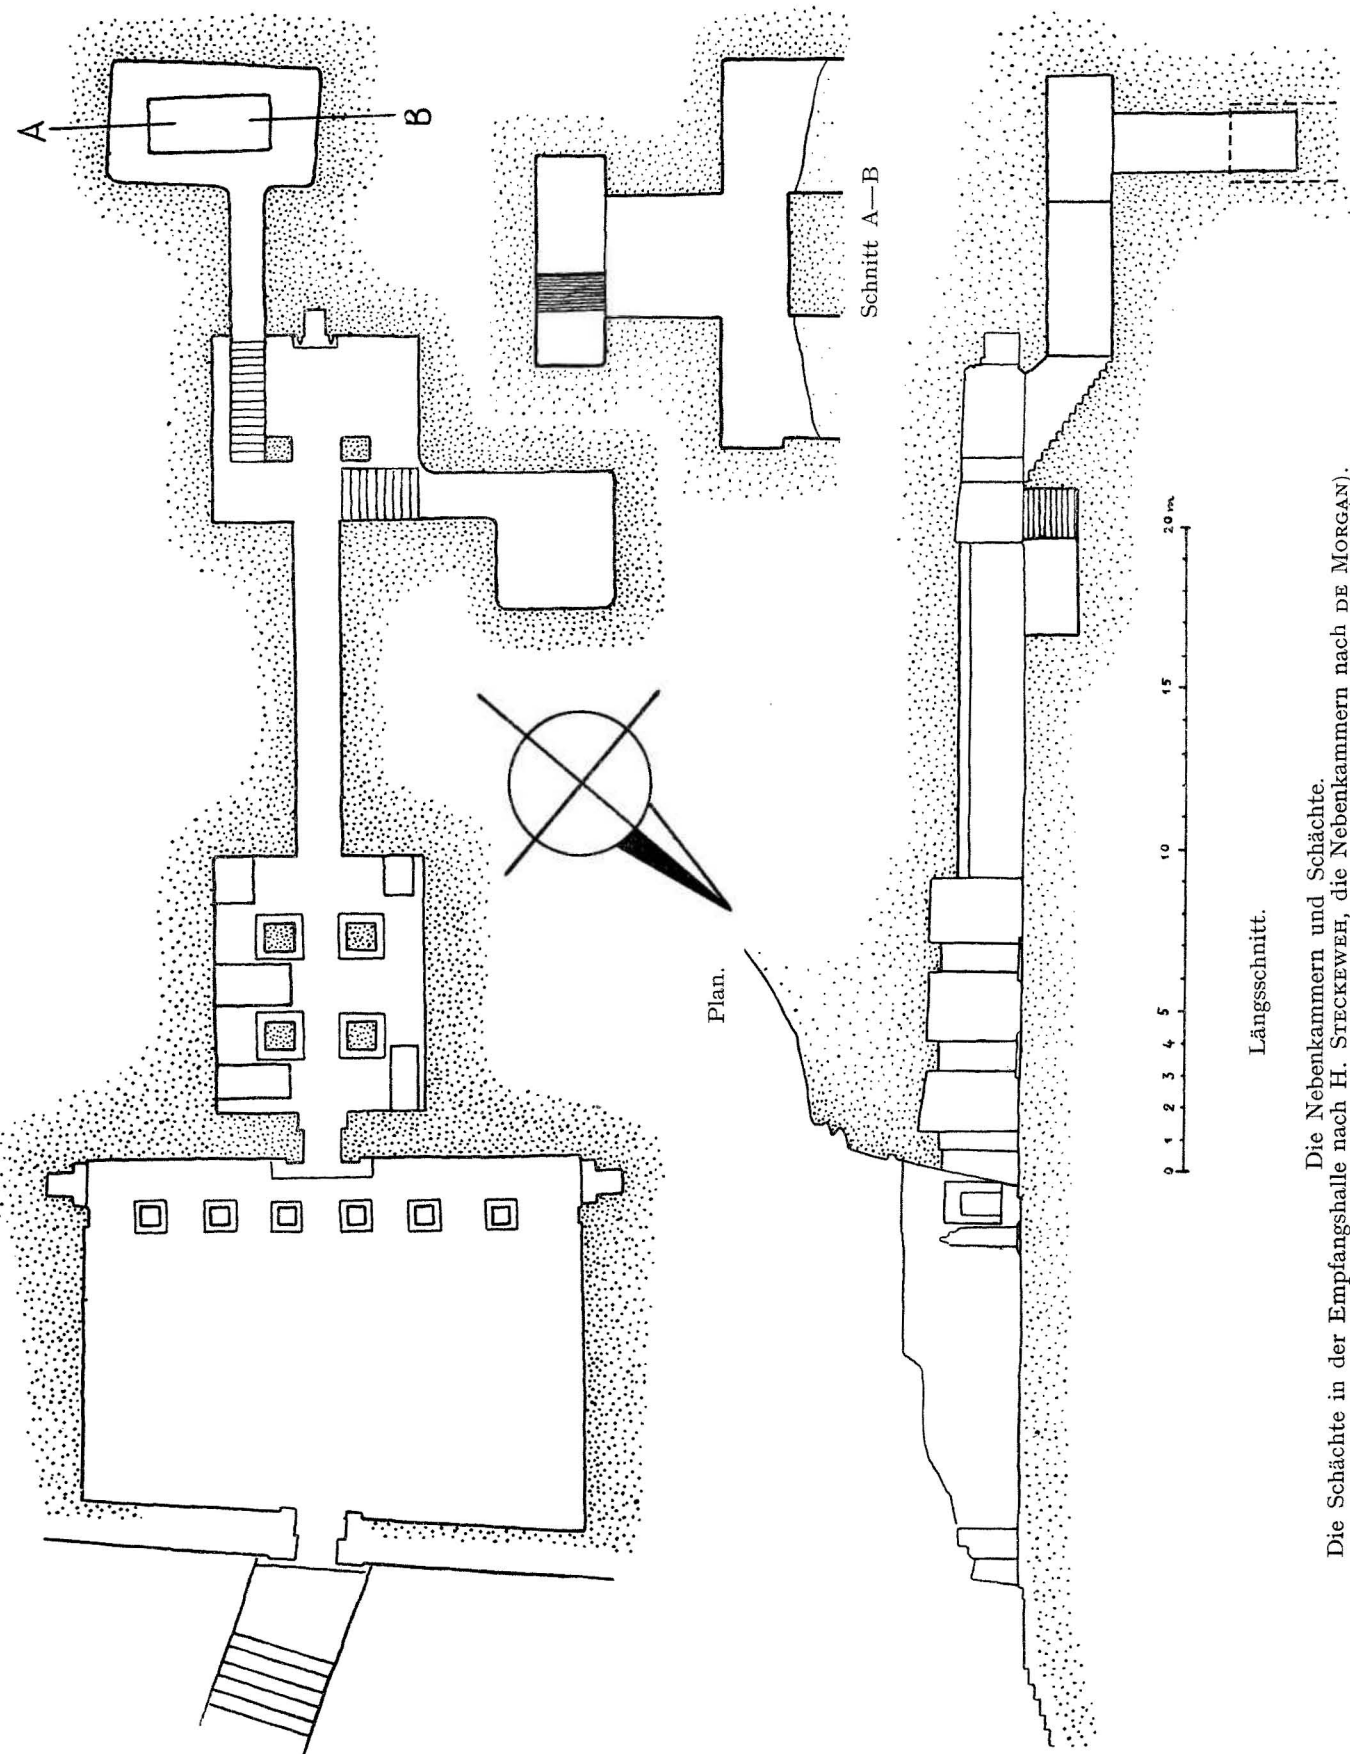 A
B
Schnitt A—B
Plan.
0 1 2 3 4 5 10 15 20 m
Längsschnitt.
Die Nebenkammern und Schächte.
Die Schächte in der Empfangshalle nach H. STECKEWEH, die Nebenkammern nach DE MORGAN).